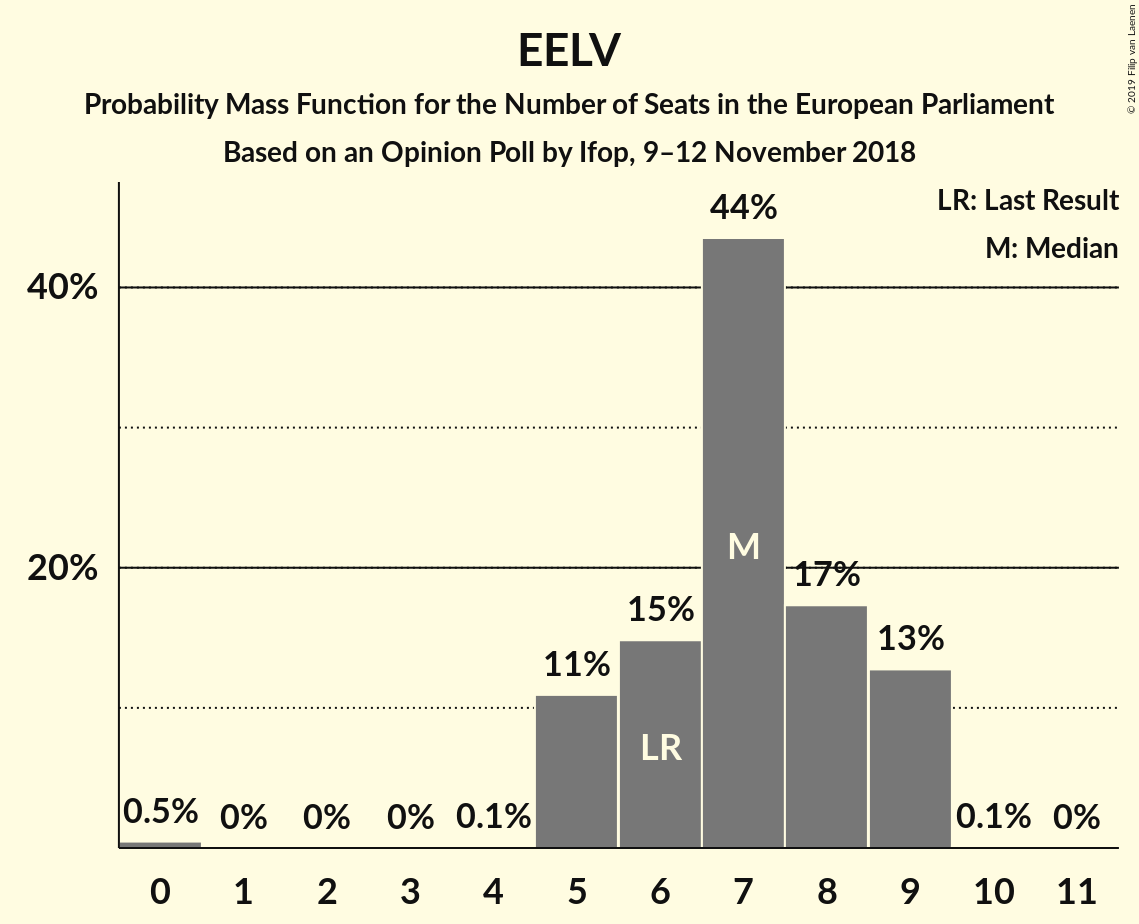 EELV
Probability Mass Function for the Number of Seats in the European Parliament
Based on an Opinion Poll by Ifop, 9–12 November 2018
© 2019 Filip van Laenen
LR: Last Result
M: Median
40%
20%
0.5%
0%
0%
0%
0.1%
11%
15%
44%
17%
13%
0.1%
0%
M
LR
0 1 2 3 4 5 6 7 8 9 10 11